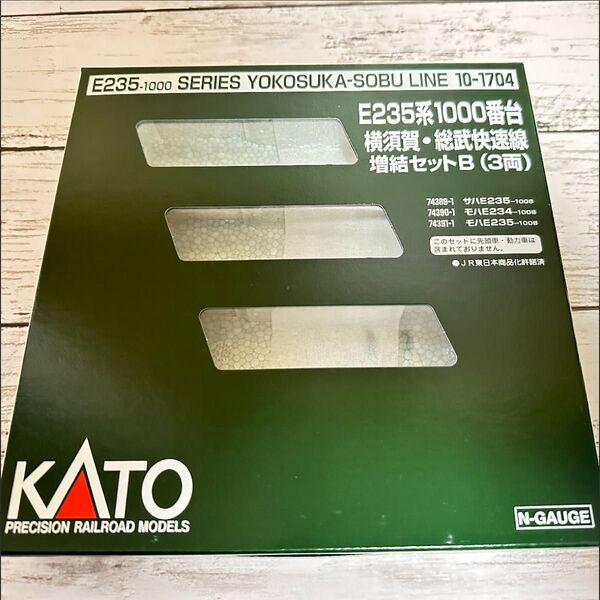 E235-1000 SERIES YOKOSUKA-SOBU LINE 10-1704
E235系1000番台
横須賀・総武快速線
増結セットB(3両)
74389-1 サハE235-1008
74390-1 モハE234-1008
74391-1 モハE235-1008
このセットに先頭車・動力車は
含まれておりません。
●JR東日本商品化許諾済
KATO
PRECISION RAILROAD MODELS
N-GAUGE